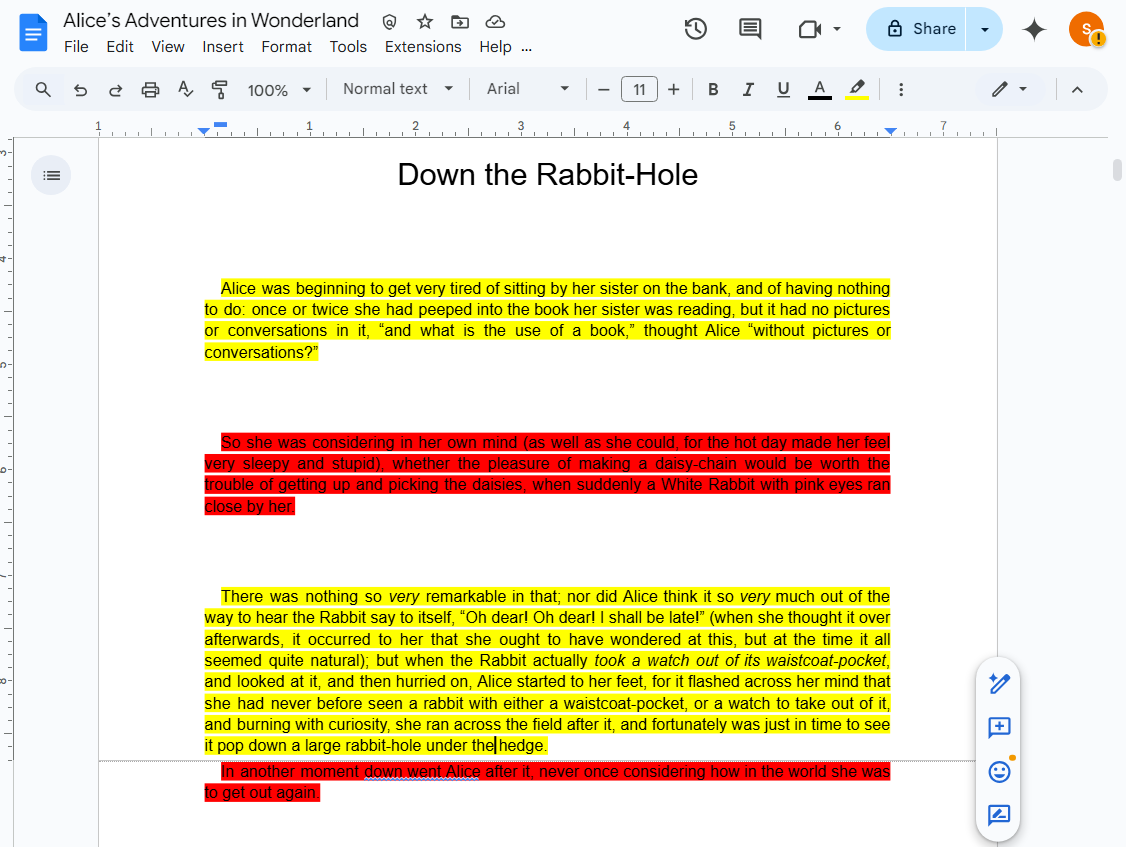 Alice’s Adventures in Wonderland
File Edit View Insert Format Tools Extensions Help ...
Share
S
100% Normal text Arial 11 B I U A
1 1 2 3 4 5 6 7
3
4
5
6
7
8
Down the Rabbit-Hole
Alice was beginning to get very tired of sitting by her sister on the bank, and of having nothing
to do: once or twice she had peeped into the book her sister was reading, but it had no pictures
or conversations in it, “and what is the use of a book,” thought Alice “without pictures or
conversations?”
So she was considering in her own mind (as well as she could, for the hot day made her feel
very sleepy and stupid), whether the pleasure of making a daisy-chain would be worth the
trouble of getting up and picking the daisies, when suddenly a White Rabbit with pink eyes ran
close by her.
There was nothing so very remarkable in that; nor did Alice think it so very much out of the
way to hear the Rabbit say to itself, “Oh dear! Oh dear! I shall be late!” (when she thought it over
afterwards, it occurred to her that she ought to have wondered at this, but at the time it all
seemed quite natural); but when the Rabbit actually took a watch out of its waistcoat-pocket,
and looked at it, and then hurried on, Alice started to her feet, for it flashed across her mind that
she had never before seen a rabbit with either a waistcoat-pocket, or a watch to take out of it,
and burning with curiosity, she ran across the field after it, and fortunately was just in time to see
it pop down a large rabbit-hole under the hedge.
In another moment down went Alice after it, never once considering how in the world she was
to get out again.